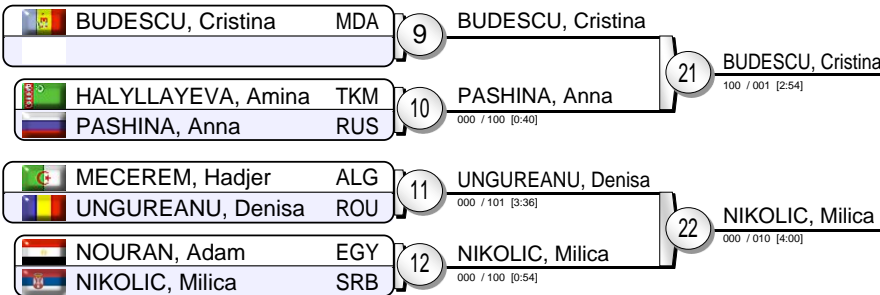 BUDESCU, Cristina MDA
9
BUDESCU, Cristina
HALYLLAYEVA, Amina TKM
PASHINA, Anna RUS
10
PASHINA, Anna
000 / 100 [0:40]
21
BUDESCU, Cristina
100 / 001 [2:54]
MECEREM, Hadjer ALG
UNGUREANU, Denisa ROU
11
UNGUREANU, Denisa
000 / 101 [3:36]
NOURAN, Adam EGY
NIKOLIC, Milica SRB
12
NIKOLIC, Milica
000 / 100 [0:54]
22
NIKOLIC, Milica
000 / 010 [4:00]